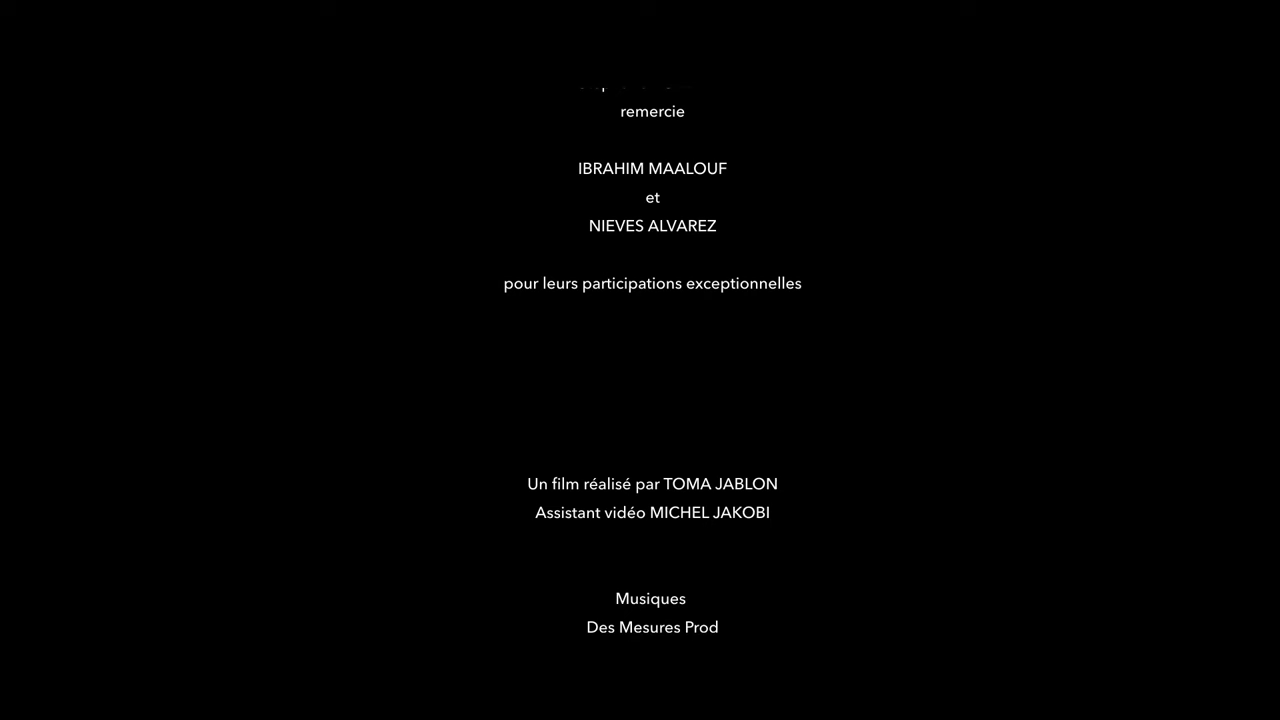 remercie
IBRAHIM MAALOUF
et
NIEVES ALVAREZ
pour leurs participations exceptionnelles
Un film réalisé par TOMA JABLON
Assistant vidéo MICHEL JAKOBI
Musiques
Des Mesures Prod